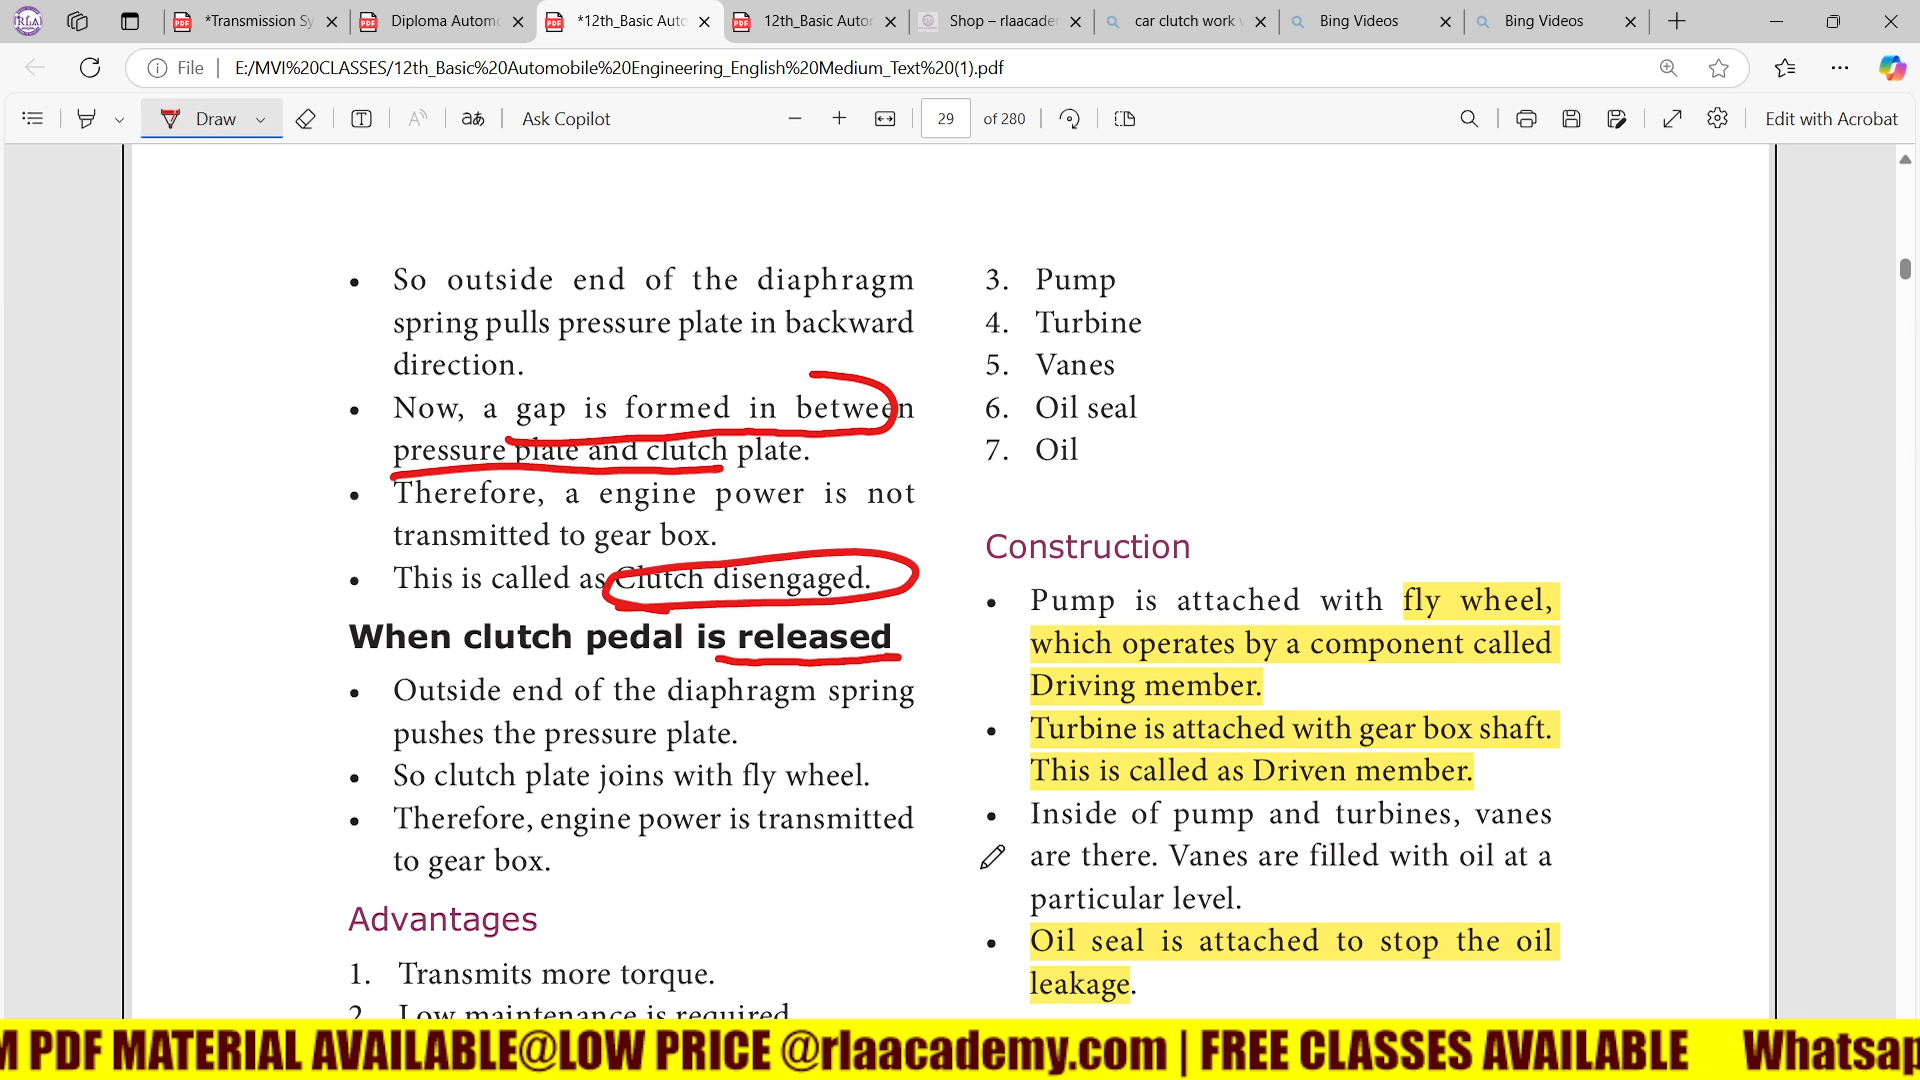 *Transmission Sy
Diploma Automo
*12th_Basic Auto
12th_Basic Autor
Shop – rlaacader
car clutch work
Bing Videos
Bing Videos
File
E:/MVI%20CLASSES/12th_Basic%20Automobile%20Engineering_English%20Medium_Text%20(1).pdf
Draw
Ask Copilot
29 of 280
Edit with Acrobat
• So outside end of the diaphragm
spring pulls pressure plate in backward
direction.
• Now, a gap is formed in between
pressure plate and clutch plate.
• Therefore, a engine power is not
transmitted to gear box.
• This is called as Clutch disengaged.
When clutch pedal is released
• Outside end of the diaphragm spring
pushes the pressure plate.
• So clutch plate joins with fly wheel.
• Therefore, engine power is transmitted
to gear box.
Advantages
1. Transmits more torque.
2. Low maintenance is required
3. Pump
4. Turbine
5. Vanes
6. Oil seal
7. Oil
Construction
• Pump is attached with fly wheel,
which operates by a component called
Driving member.
• Turbine is attached with gear box shaft.
This is called as Driven member.
• Inside of pump and turbines, vanes
are there. Vanes are filled with oil at a
particular level.
• Oil seal is attached to stop the oil
leakage.
M PDF MATERIAL AVAILABLE@LOW PRICE @rlaacademy.com | FREE CLASSES AVAILABLE Whatsap